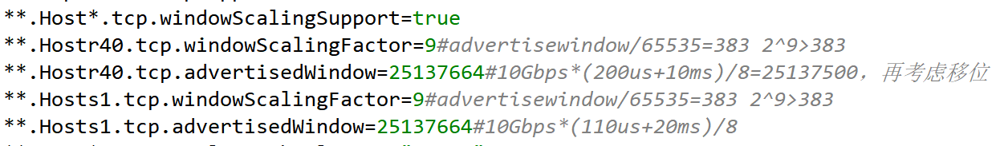 **.Host*.tcp.windowScalingSupport=true
**.Hostr40.tcp.windowScalingFactor=9#advertisewindow/65535=383 2^9>383
**.Hostr40.tcp.advertisedWindow=25137664#10Gbps*(200us+10ms)/8=25137500，再考虑移位
**.Hosts1.tcp.windowScalingFactor=9#advertisewindow/65535=383 2^9>383
**.Hosts1.tcp.advertisedWindow=25137664#10Gbps*(110us+20ms)/8